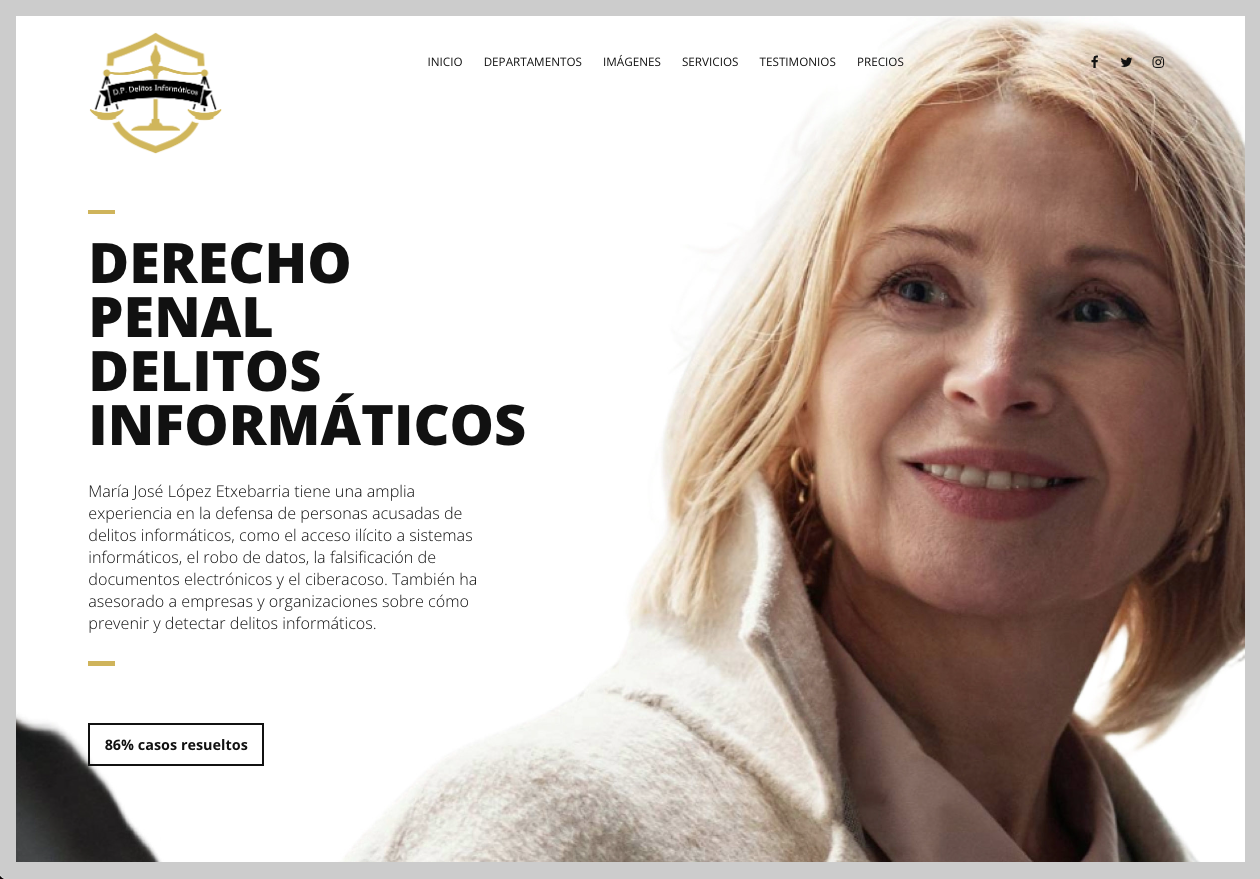 D.P. Delitos Informáticos
INICIO DEPARTAMENTOS IMÁGENES SERVICIOS TESTIMONIOS PRECIOS
DERECHO
PENAL
DELITOS
INFORMÁTICOS
María José López Etxebarria tiene una amplia
experiencia en la defensa de personas acusadas de
delitos informáticos, como el acceso ilícito a sistemas
informáticos, el robo de datos, la falsificación de
documentos electrónicos y el ciberacoso. También ha
asesorado a empresas y organizaciones sobre cómo
prevenir y detectar delitos informáticos.
86% casos resueltos